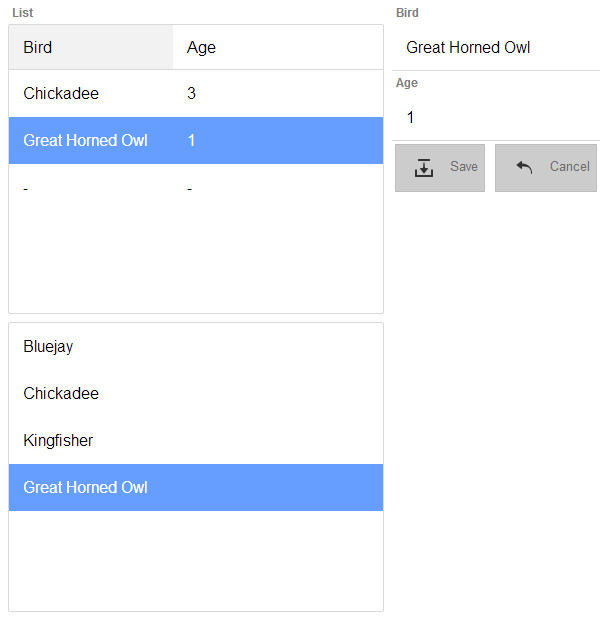 List
Bird Age
Chickadee 3
Great Horned Owl 1
- -
Bluejay
Chickadee
Kingfisher
Great Horned Owl
Bird
Great Horned Owl
Age
1
Save Cancel